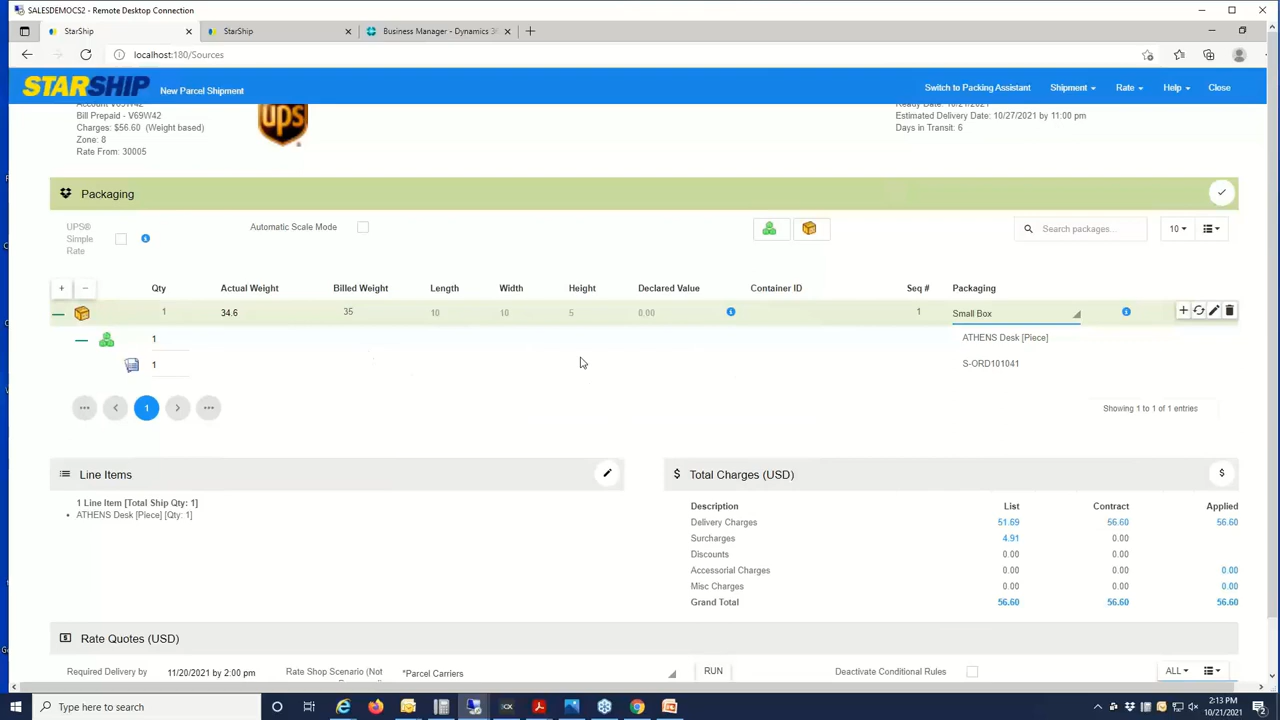 SALESDEMOCS2 - Remote Desktop Connection
StarShip
StarShip
Business Manager - Dynamics 36
localhost:180/Sources
STARSHIP New Parcel Shipment
Switch to Packing Assistant Shipment Rate Help Close
Account V69W42
Bill Prepaid - V69W42
Charges: $56.60 (Weight based)
Zone: 8
Rate From: 30005
ups
Ready Date: 10/21/2021
Estimated Delivery Date: 10/27/2021 by 11:00 pm
Days in Transit: 6
Packaging
UPS®
Simple
Rate
Automatic Scale Mode
Search packages...
10
+ − Qty Actual Weight Billed Weight Length Width Height Declared Value Container ID Seq # Packaging
1 34.6 35 10 10 5 0.00 1 Small Box
1 ATHENS Desk [Piece]
1 S-ORD101041
1
Showing 1 to 1 of 1 entries
Line Items
1 Line Item [Total Ship Qty: 1]
• ATHENS Desk [Piece] [Qty: 1]
$ Total Charges (USD) $
Description List Contract Applied
Delivery Charges 51.69 56.60 56.60
Surcharges 4.91 0.00
Discounts 0.00 0.00
Accessorial Charges 0.00 0.00 0.00
Misc Charges 0.00 0.00 0.00
Grand Total 56.60 56.60 56.60
Rate Quotes (USD)
Required Delivery by 11/20/2021 by 2:00 pm
Rate Shop Scenario (Not *Parcel Carriers
RUN
Deactivate Conditional Rules
ALL
Type here to search
2:13 PM
10/21/2021